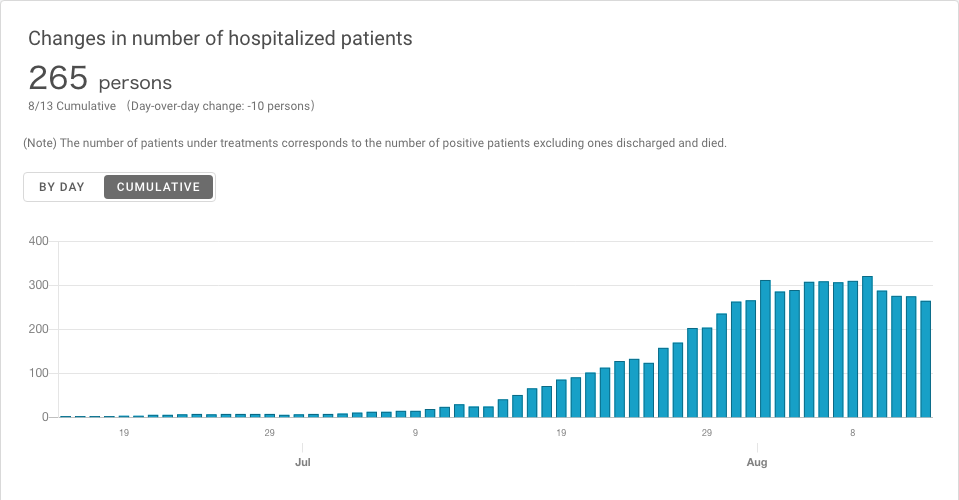 Changes in number of hospitalized patients
265 persons
8/13 Cumulative （Day-over-day change: -10 persons）
(Note) The number of patients under treatments corresponds to the number of positive patients excluding ones discharged and died.
BY DAY CUMULATIVE
400
300
200
100
0
19 29 9 19 29 8
Jul Aug